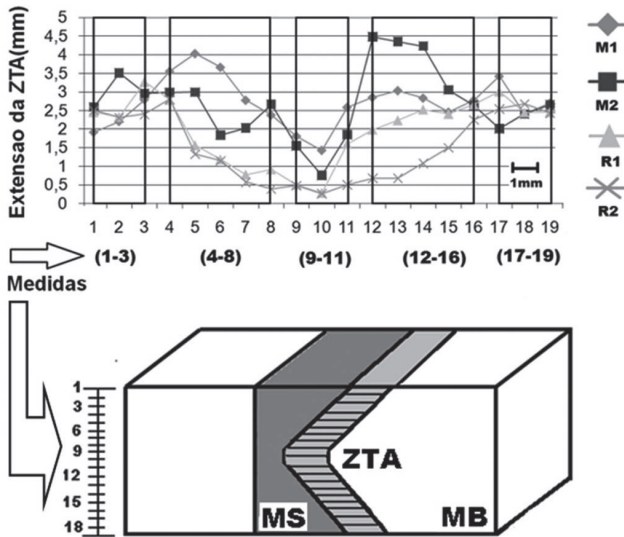 Extensao da ZTA(mm)
5
4,5
4
3,5
3
2,5
2
1,5
1
0,5
0
1 2 3 4 5 6 7 8 9 10 11 12 13 14 15 16 17 18 19
(1-3) (4-8) (9-11) (12-16) (17-19)
1mm
M1
M2
R1
R2
Medidas
1
3
6
9
12
15
18
MS
ZTA
MB